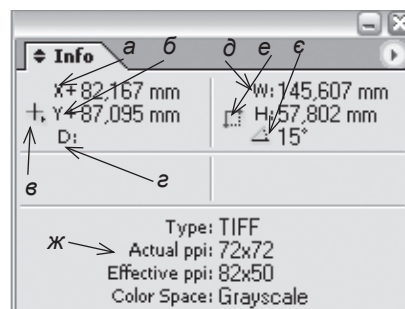 Info
а б д е є
X: 82,167 mm W: 145,607 mm
Y: 87,095 mm H: 57,802 mm
D: 15°
в г
ж
Type: TIFF
Actual ppi: 72x72
Effective ppi: 82x50
Color Space: Grayscale